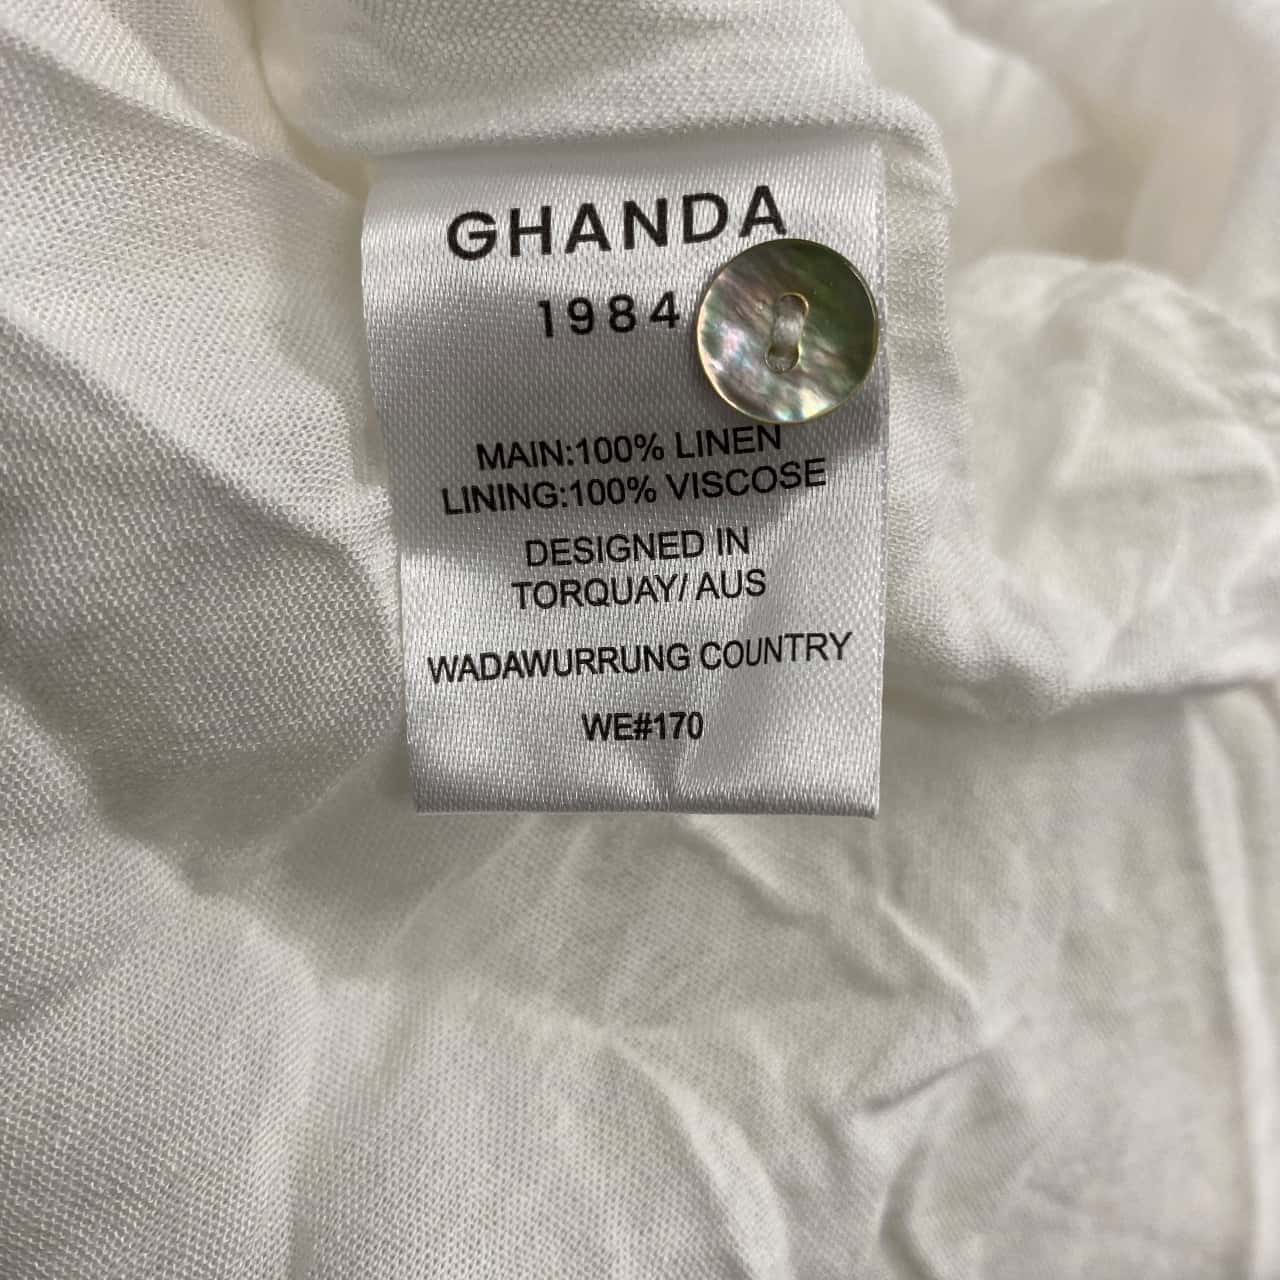 GHANDA
1984
MAIN:100% LINEN
LINING:100% VISCOSE
DESIGNED IN
TORQUAY/ AUS
WADAWURRUNG COUNTRY
WE#170